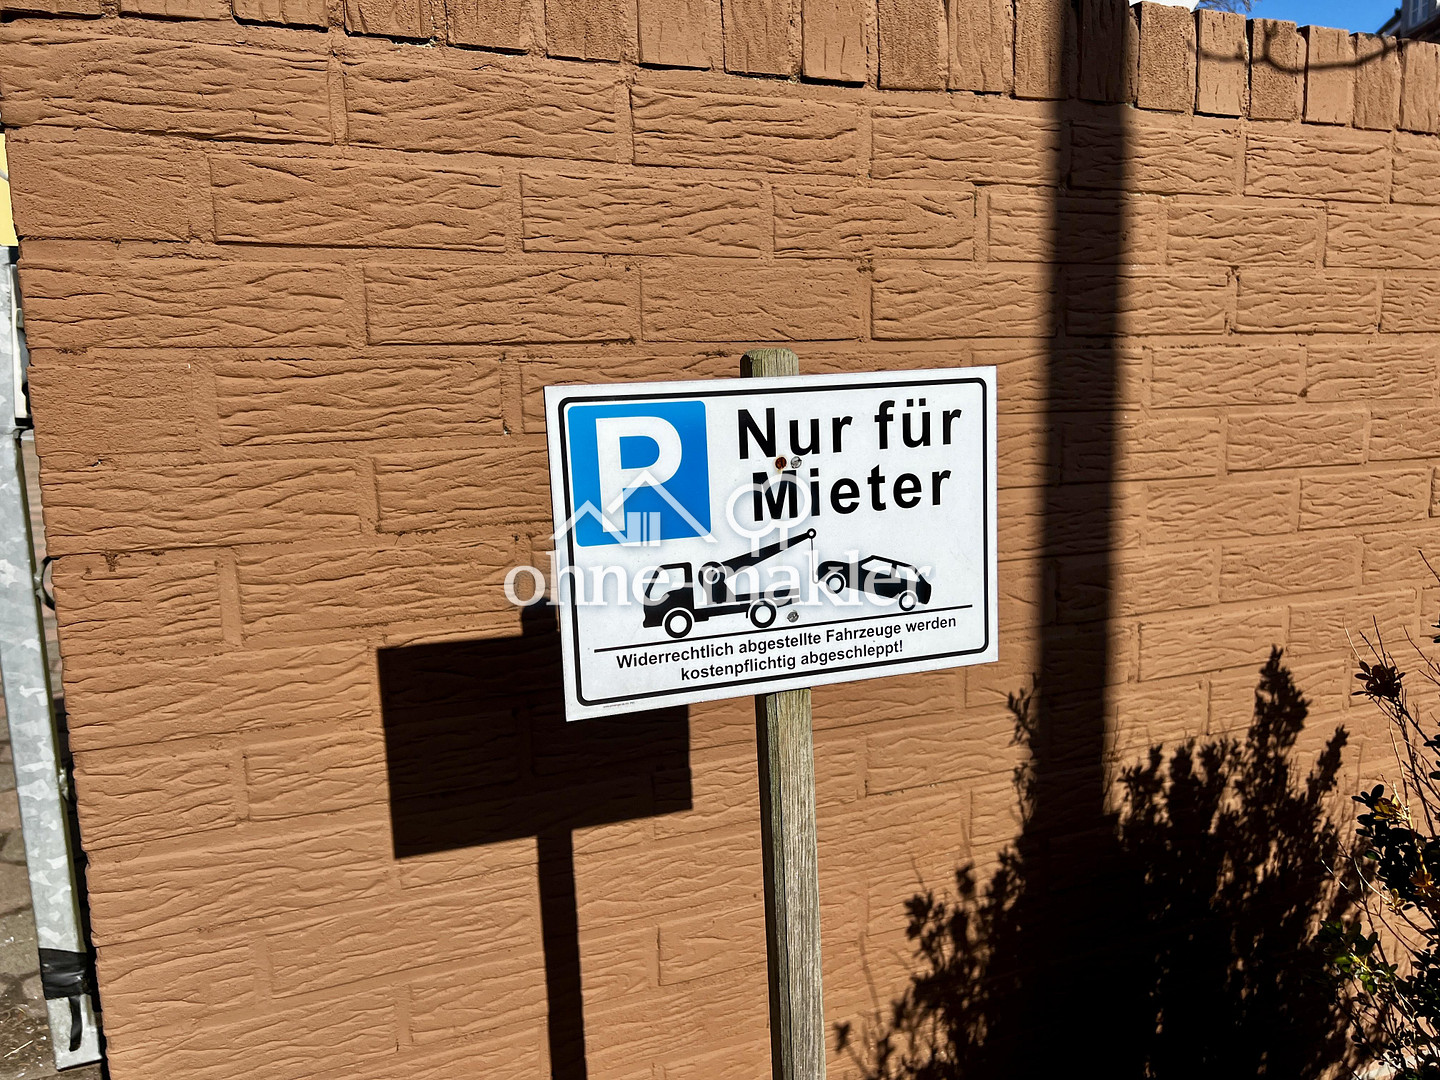 P
Nur für
Mieter
ohne-makler
Widerrechtlich abgestellte Fahrzeuge werden
kostenpflichtig abgeschleppt!